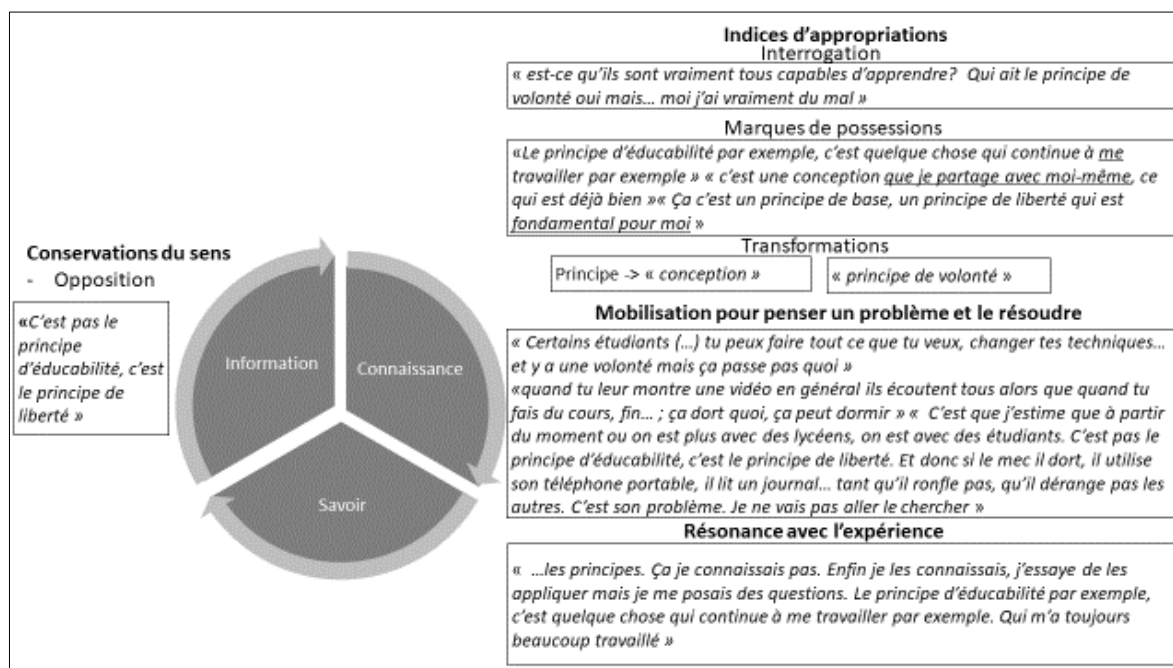 Indices d'appropriations
Interrogation
« est-ce qu'ils sont vraiment tous capables d'apprendre? Qui ait le principe de
volonté oui mais… moi j'ai vraiment du mal »
Marques de possessions
«Le principe d'éducabilité par exemple, c'est quelque chose qui continue à me
travailler par exemple » « c'est une conception que je partage avec moi-même, ce
qui est déjà bien »« Ça c'est un principe de base, un principe de liberté qui est
fondamental pour moi »
Transformations
Principe -> « conception »
« principe de volonté »
Conservations du sens
- Opposition
«C'est pas le
principe
d'éducabilité, c'est
le principe de
liberté »
Information
Connaissance
Savoir
Mobilisation pour penser un problème et le résoudre
« Certains étudiants (…) tu peux faire tout ce que tu veux, changer tes techniques…
et y a une volonté mais ça passe pas quoi »
«quand tu leur montre une vidéo en général ils écoutent tous alors que quand tu
fais du cours, fin… ; ça dort quoi, ça peut dormir » « C'est que j'estime que à partir
du moment ou on est plus avec des lycéens, on est avec des étudiants. C'est pas le
principe d'éducabilité, c'est le principe de liberté. Et donc si le mec il dort, il utilise
son téléphone portable, il lit un journal… tant qu'il ronfle pas, qu'il dérange pas les
autres. C'est son problème. Je ne vais pas aller le chercher »
Résonance avec l'expérience
« …les principes. Ça je connaissais pas. Enfin je les connaissais, j'essaye de les
appliquer mais je me posais des questions. Le principe d'éducabilité par exemple,
c'est quelque chose qui continue à me travailler par exemple. Qui m'a toujours
beaucoup travaillé »